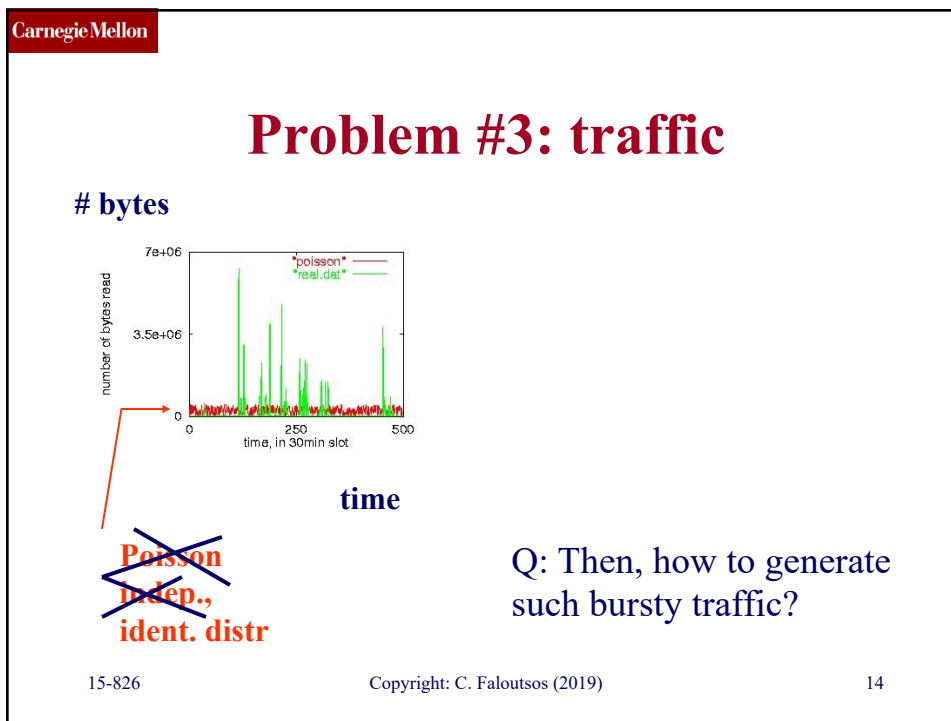 Carnegie Mellon
Problem #3: traffic
# bytes
7e+06
"poisson"
"real.dat"
number of bytes read
3.5e+06
0
0 250 500
time, in 30min slot
time
Poisson
indep.,
ident. distr
Q: Then, how to generate
such bursty traffic?
15-826 Copyright: C. Faloutsos (2019) 14